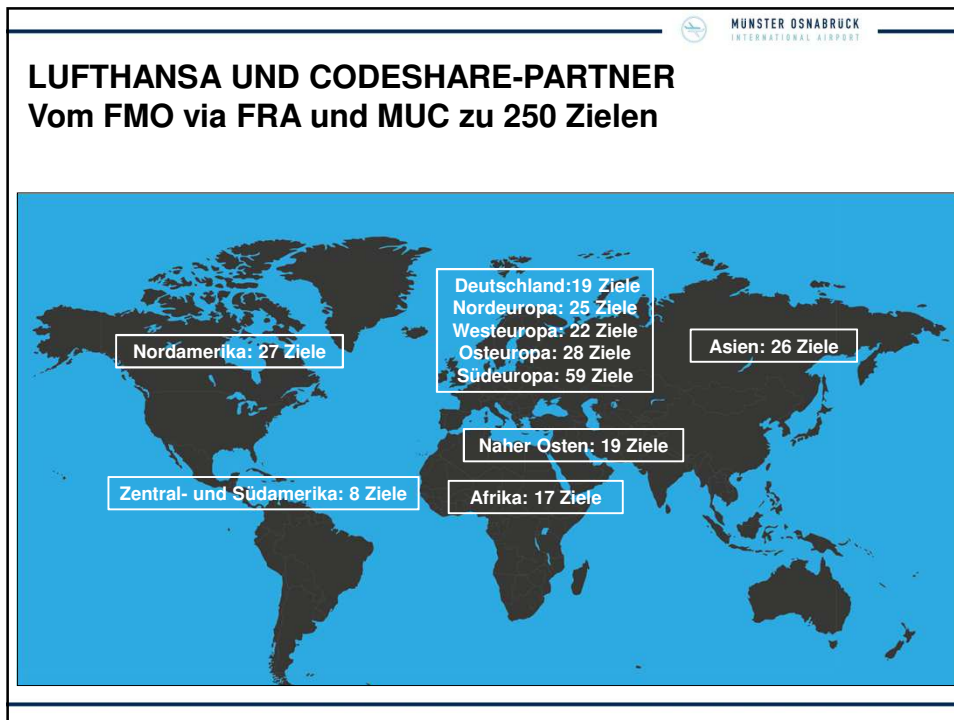 MÜNSTER OSNABRÜCK
INTERNATIONAL AIRPORT
LUFTHANSA UND CODESHARE-PARTNER
Vom FMO via FRA und MUC zu 250 Zielen
Deutschland:19 Ziele
Nordeuropa: 25 Ziele
Westeuropa: 22 Ziele
Osteuropa: 28 Ziele
Südeuropa: 59 Ziele
Nordamerika: 27 Ziele
Asien: 26 Ziele
Naher Osten: 19 Ziele
Zentral- und Südamerika: 8 Ziele
Afrika: 17 Ziele